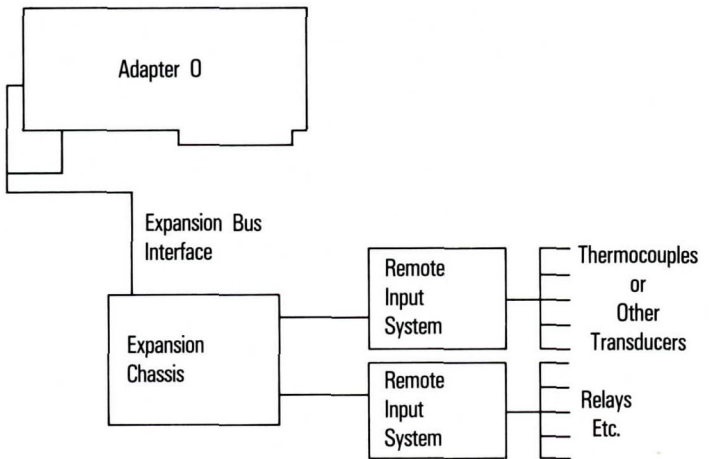 Adapter 0
Expansion Bus
Interface
Expansion
Chassis
Remote
Input
System
Thermocouples
or
Other
Transducers
Remote
Input
System
Relays
Etc.